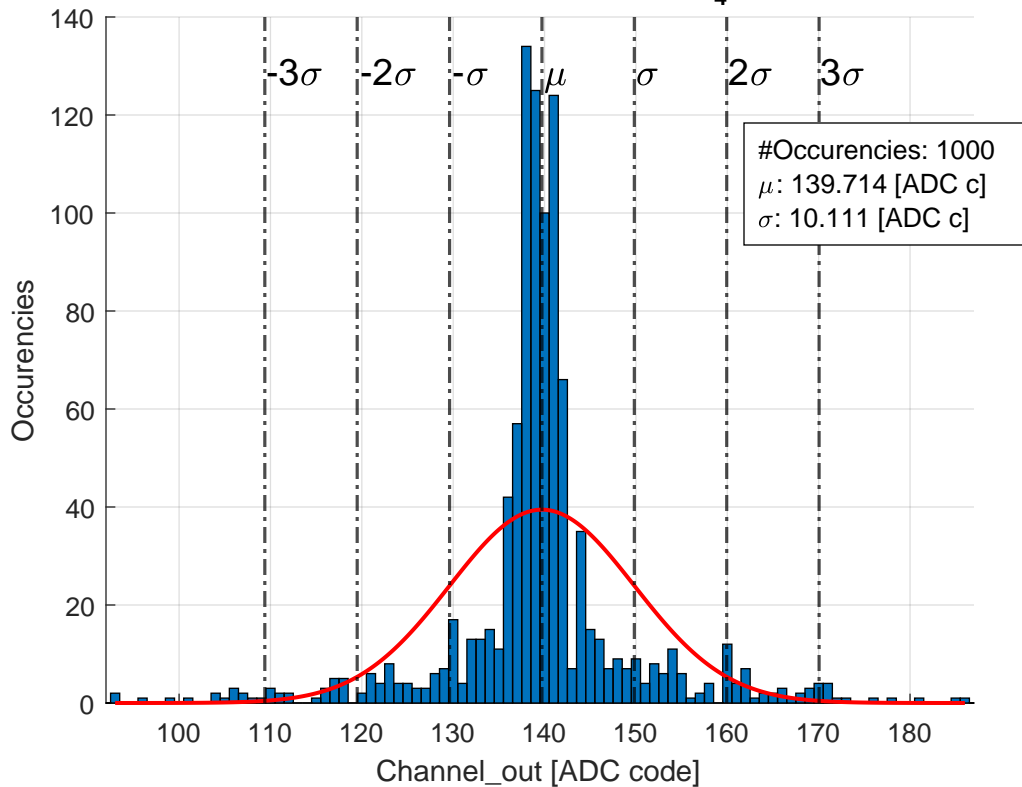 4
140
120
100
80
60
40
20
0
-3σ
-2σ
-σ
μ
σ
2σ
3σ
#Occurencies: 1000
μ: 139.714 [ADC c]
σ: 10.111 [ADC c]
Occurencies
100
110
120
130
140
150
160
170
180
Channel_out [ADC code]